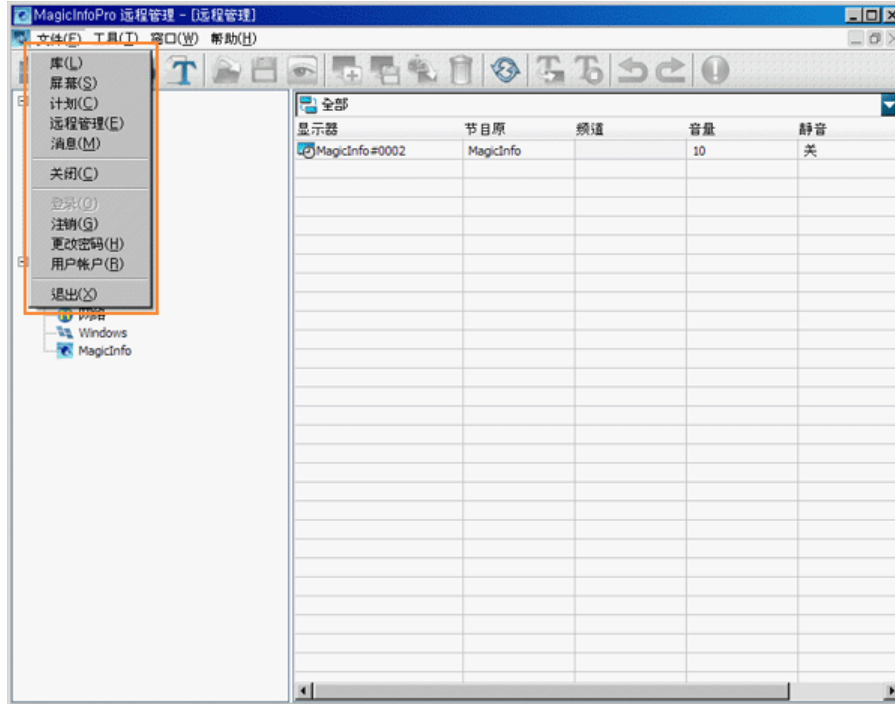 MagicInfoPro 远程管理 - [远程管理]
文件(F) 工具(T) 窗口(W) 帮助(H)
库(L)
屏幕(S)
计划(C)
远程管理(E)
消息(M)
关闭(C)
登录(O)
注销(G)
更改密码(H)
用户帐户(R)
退出(X)
网络
Windows
MagicInfo
全部
显示器 节目原 频道 音量 静音
MagicInfo#0002 MagicInfo 10 关